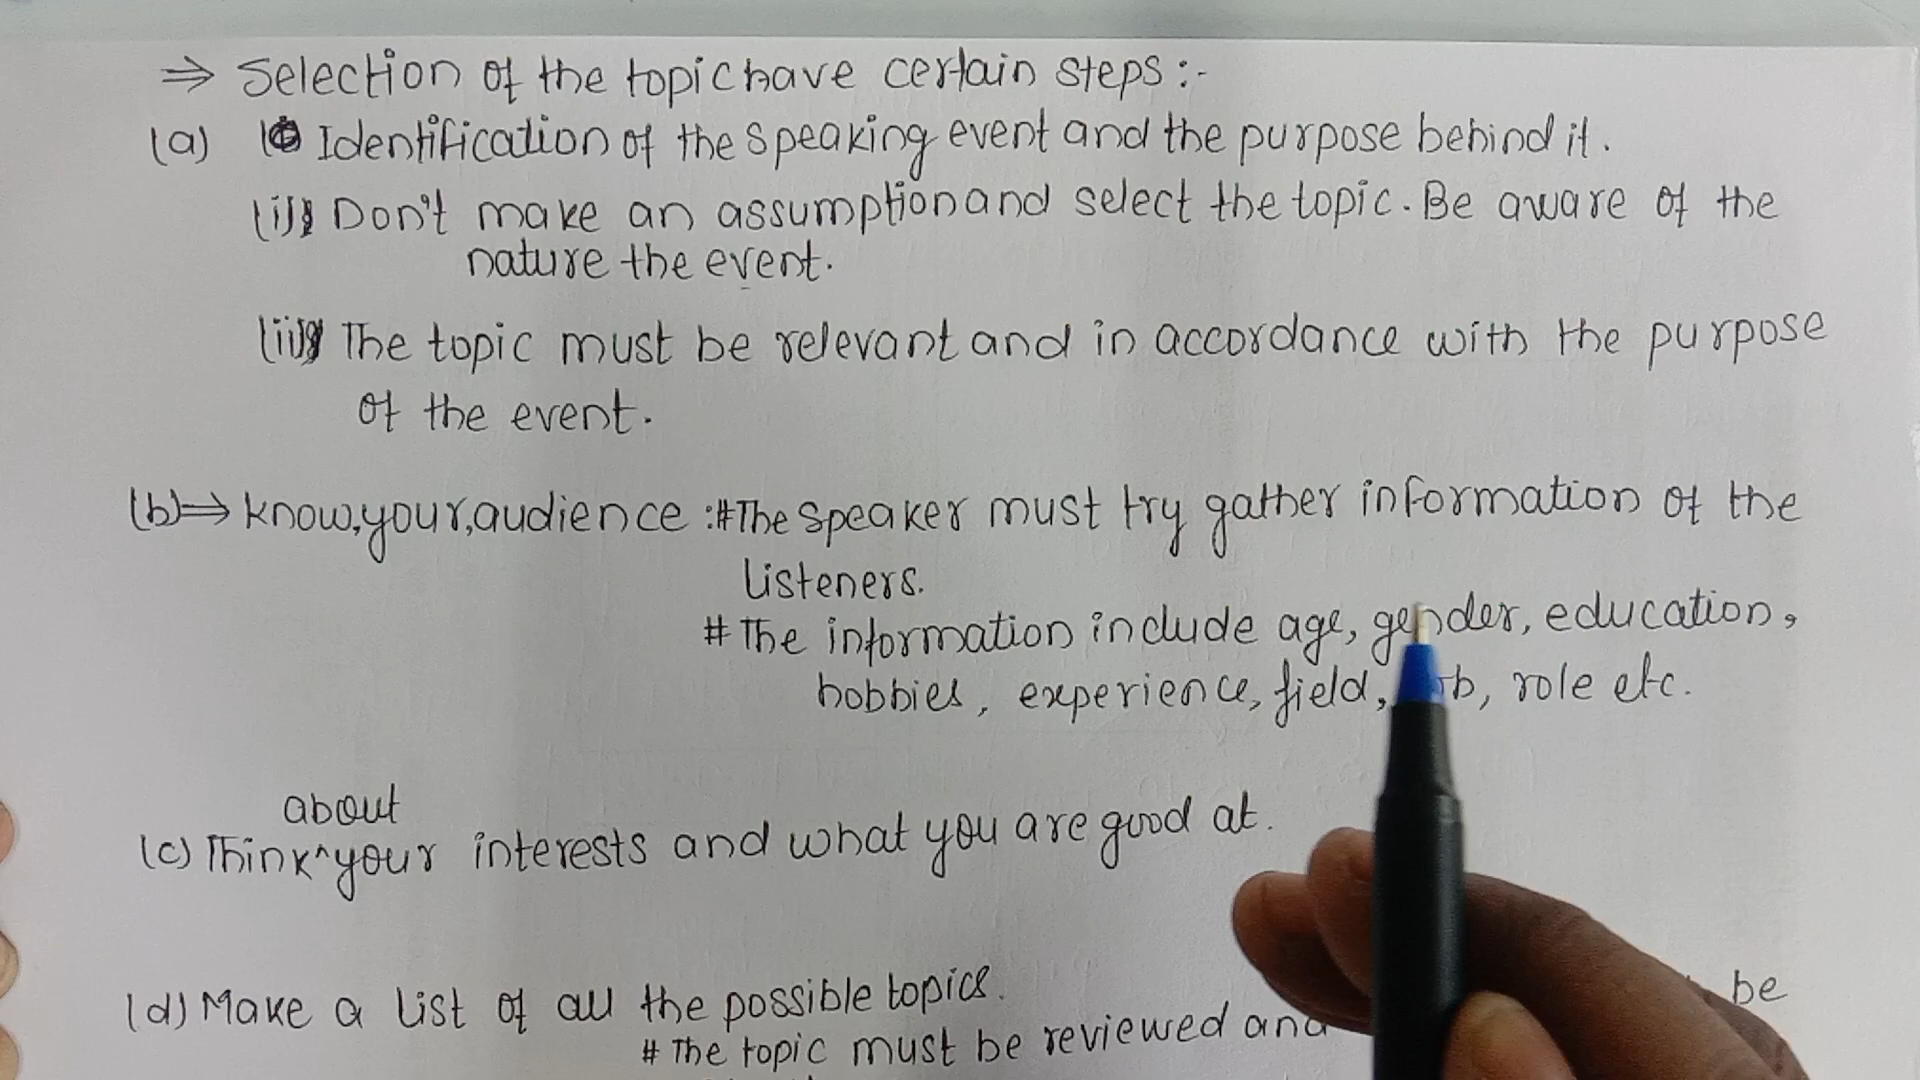 ⇒ Selection of the topic have certain steps :-
(a) (i) Identification of the speaking event and the purpose behind it.
(ii) Don't make an assumption and select the topic. Be aware of the
nature the event.
(iii) The topic must be relevant and in accordance with the purpose
of the event.
(b)⇒ know, your, audience :# The speaker must try gather information of the
listeners.
# The information include age, gender, education,
hobbies, experience, field, role etc.
about
(c) Think ^ your interests and what you are good at.
(d) Make a list of all the possible topics.
be
# The topic must be reviewed and